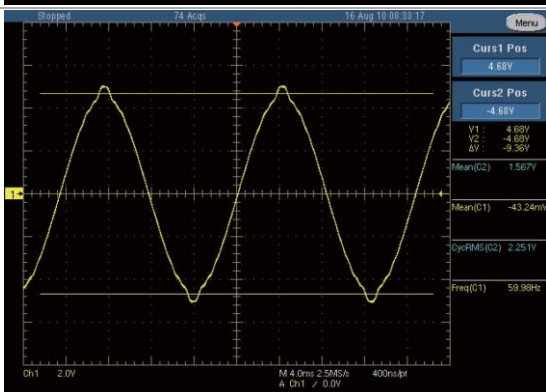 Stopped 74 Acqs 16 Aug 10 08:33:17
Menu
Curs1 Pos
4.68V
Curs2 Pos
-4.68V
V1 : 4.68V
V2 : -4.68V
ΔV : -9.36V
Mean(C2) 1.567V
1
Mean(C1) -43.24mV
CycRMS(C2) 2.251V
Freq(C1) 59.98Hz
Ch1 2.0V M 4.0ms 2.5MS/s 400ns/pt
A Ch1 / 0.0V